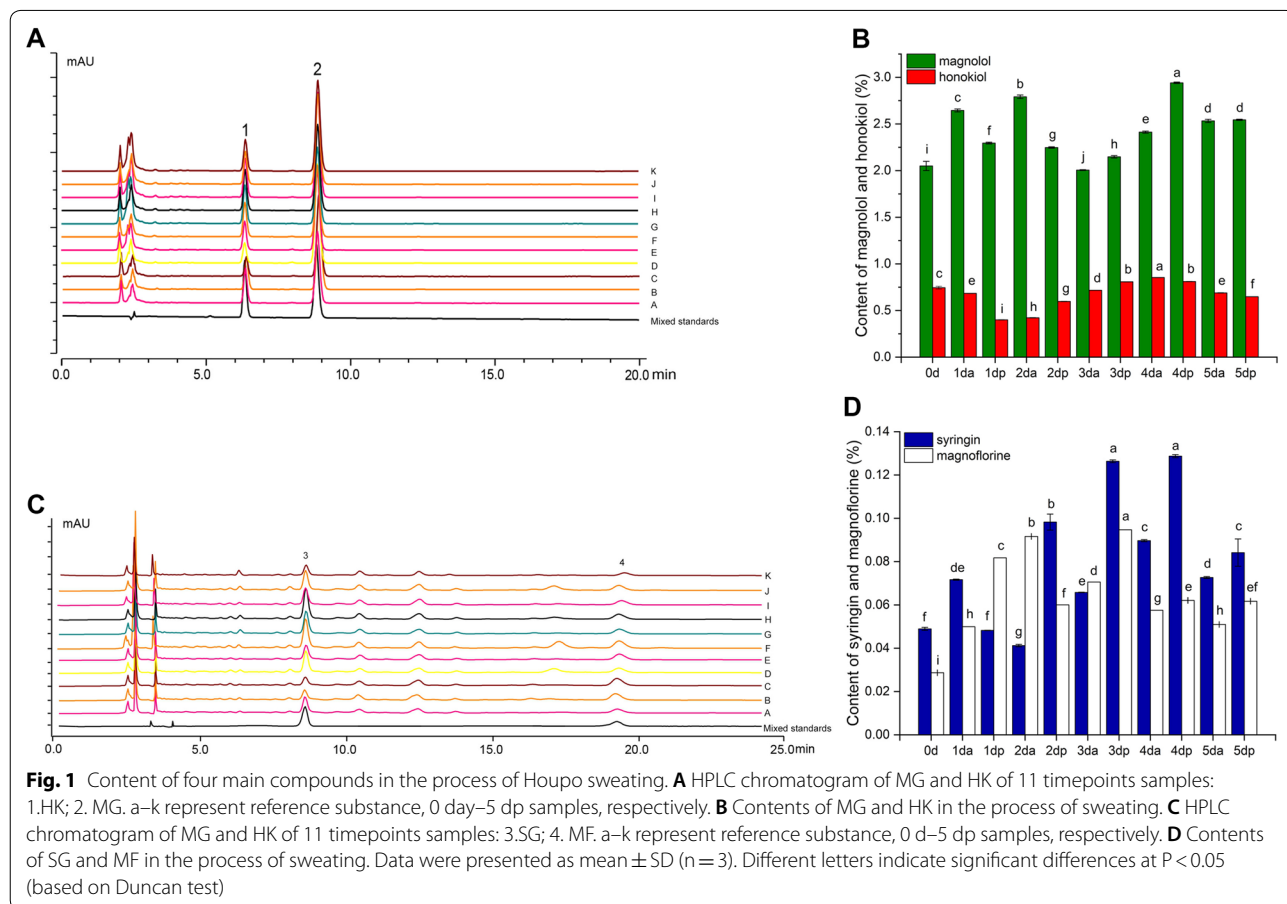 A
mAU
1
2
K
J
I
H
G
F
E
D
C
B
A
Mixed standards
0.0 5.0 10.0 15.0 20.0 min
B
magnolol
honokiol
Content of magnolol and honokiol (%)
3.0
2.5
2.0
1.5
1.0
0.5
0.0
i c f b g j h e a d d
c e i h g d b a b e f
0d 1da 1dp 2da 2dp 3da 3dp 4da 4dp 5da 5dp
C
mAU
3
4
K
J
I
H
G
F
E
D
C
B
A
Mixed standards
0.0 5.0 10.0 15.0 20.0 25.0 min
D
syringin
magnoflorine
Content of syringin and magnoflorine (%)
0.14
0.12
0.10
0.08
0.06
0.04
0.02
0.00
f de f g b e a c a d c
i h c b f d a g e h ef
0d 1da 1dp 2da 2dp 3da 3dp 4da 4dp 5da 5dp
Fig. 1 Content of four main compounds in the process of Houpo sweating. A HPLC chromatogram of MG and HK of 11 timepoints samples:
1.HK; 2. MG. a–k represent reference substance, 0 day–5 dp samples, respectively. B Contents of MG and HK in the process of sweating. C HPLC
chromatogram of MG and HK of 11 timepoints samples: 3.SG; 4. MF. a–k represent reference substance, 0 d–5 dp samples, respectively. D Contents
of SG and MF in the process of sweating. Data were presented as mean ± SD (n = 3). Different letters indicate significant differences at P < 0.05
(based on Duncan test)